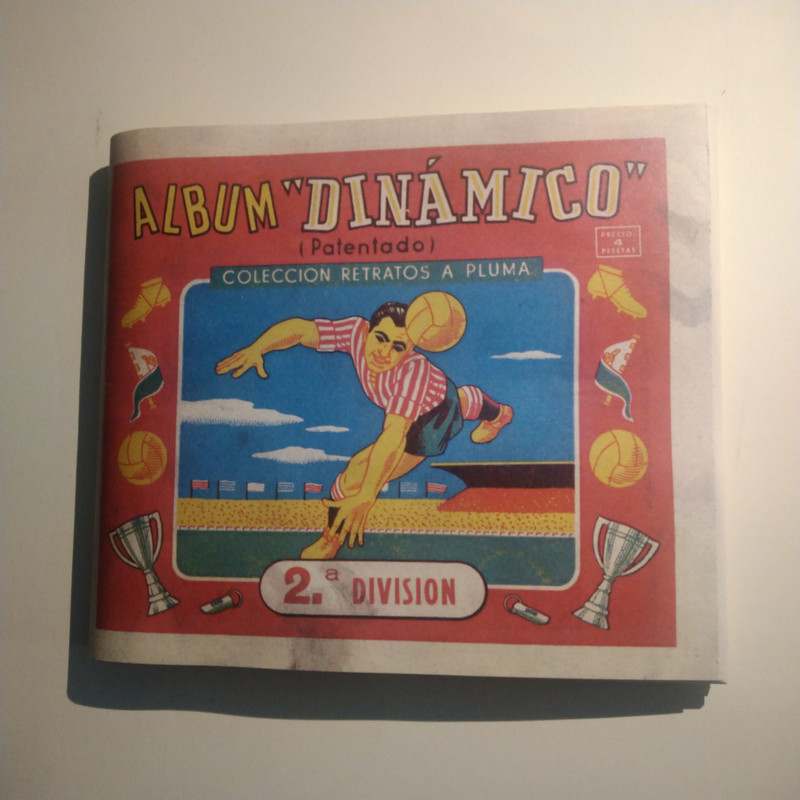 ALBUM "DINÁMICO"
(Patentado)
PRECIO
4
PESETAS
COLECCION RETRATOS A PLUMA
2.ª DIVISION